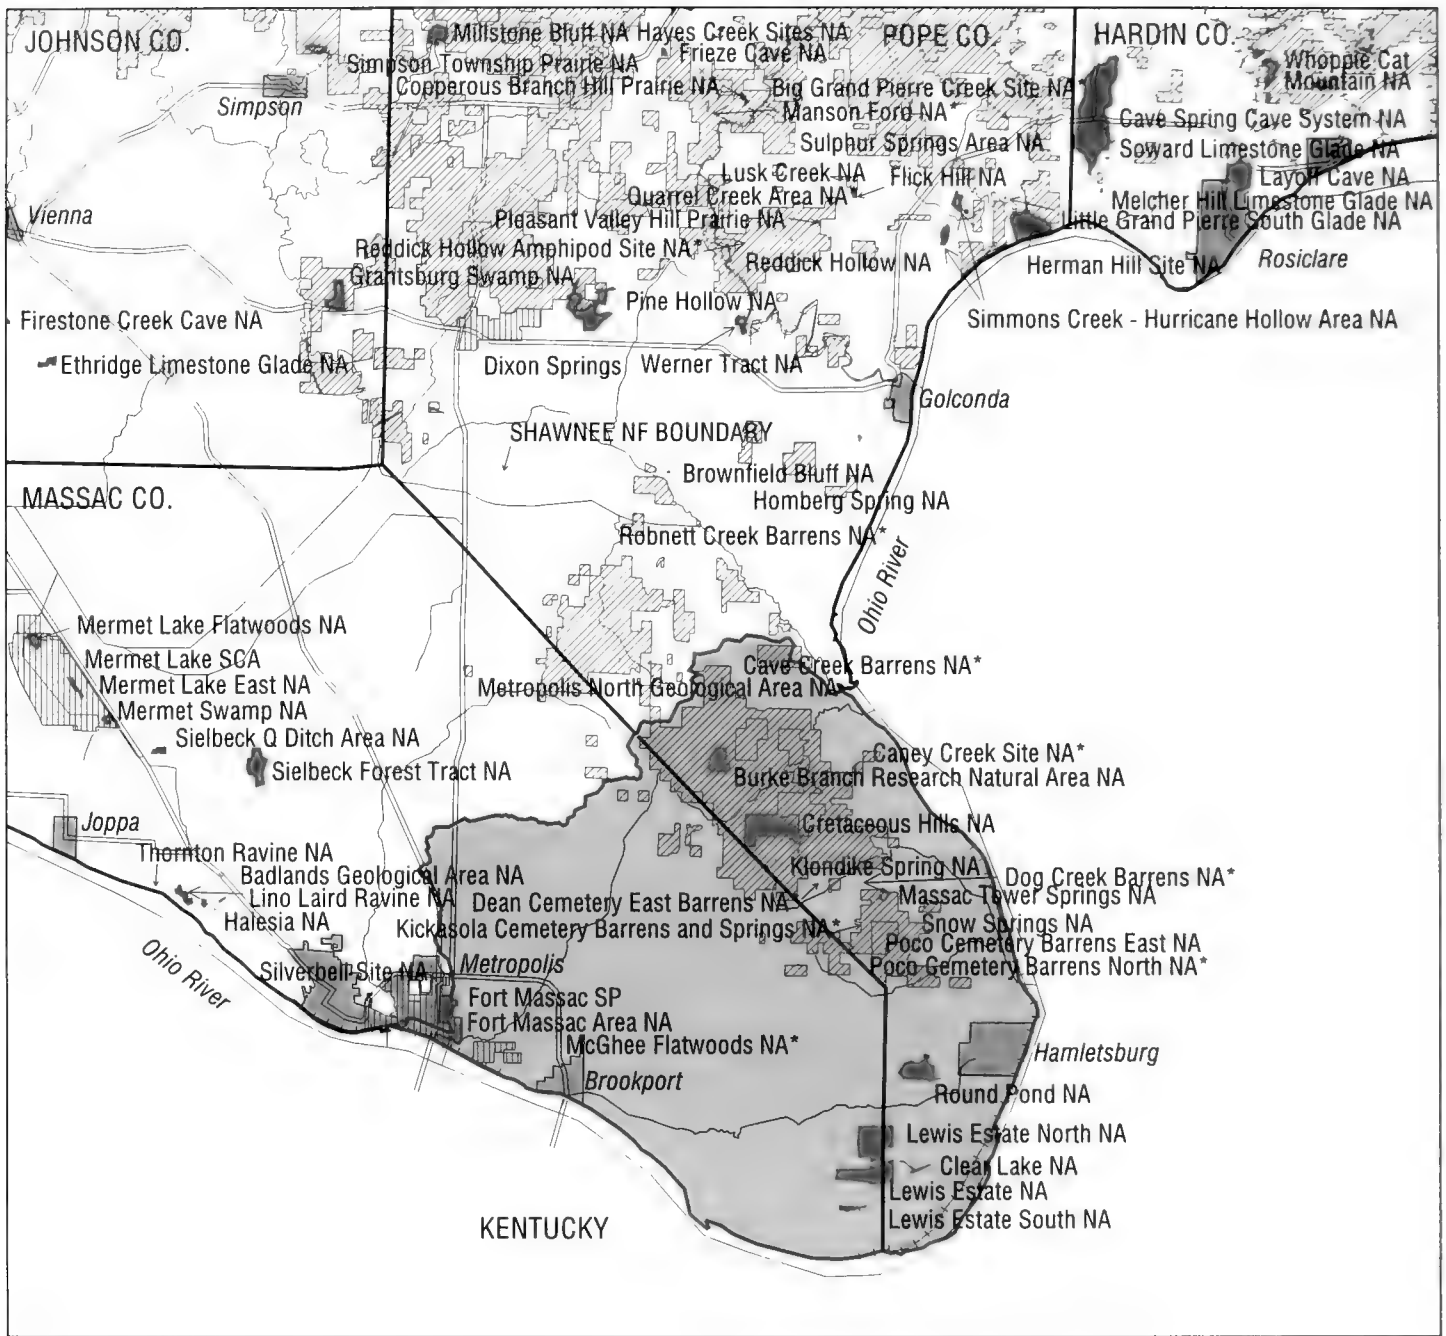 JOHNSON CO.
Millstone Bluff NA
Hayes Creek Sites NA
POPE CO.
HARDIN CO.
Simpson Township Prairie NA
Frieze Cave NA
Whoopie Cat
Mountain NA
Copperous Branch Hill Prairie NA
Big Grand Pierre Creek Site NA*
Simpson
Manson Ford NA*
Cave Spring Cave System NA
Sulphur Springs Area NA
Soward Limestone Glade NA
Lusk Creek NA
Flick Hill NA
Layoff Cave NA
Quarrel Creek Area NA*
Melcher Hill Limestone Glade NA
Vienna
Pleasant Valley Hill Prairie NA
Little Grand Pierre South Glade NA
Reddick Hollow Amphipod Site NA*
Reddick Hollow NA
Herman Hill Site NA
Rosiclare
Grantsburg Swamp NA
Pine Hollow NA
Firestone Creek Cave NA
Simmons Creek - Hurricane Hollow Area NA
Ethridge Limestone Glade NA
Dixon Springs
Werner Tract NA
Golconda
SHAWNEE NF BOUNDARY
Brownfield Bluff NA
MASSAC CO.
Homberg Spring NA
Robnett Creek Barrens NA*
Ohio River
Mermet Lake Flatwoods NA
Mermet Lake SCA
Cave Creek Barrens NA*
Mermet Lake East NA
Metropolis North Geological Area NA
Mermet Swamp NA
Sielbeck Q Ditch Area NA
Caney Creek Site NA*
Sielbeck Forest Tract NA
Burke Branch Research Natural Area NA
Joppa
Cretaceous Hills NA
Thornton Ravine NA
Klondike Spring NA
Badlands Geological Area NA
Dog Creek Barrens NA*
Lino Laird Ravine NA
Dean Cemetery East Barrens NA*
Massac Tower Springs NA
Halesia NA
Kickasola Cemetery Barrens and Springs NA*
Snow Springs NA
Poco Cemetery Barrens East NA
Ohio River
Silverbell Site NA
Metropolis
Poco Cemetery Barrens North NA*
Fort Massac SP
Fort Massac Area NA
McGhee Flatwoods NA*
Hamletsburg
Brookport
Round Pond NA
Lewis Estate North NA
Clear Lake NA
Lewis Estate NA
KENTUCKY
Lewis Estate South NA